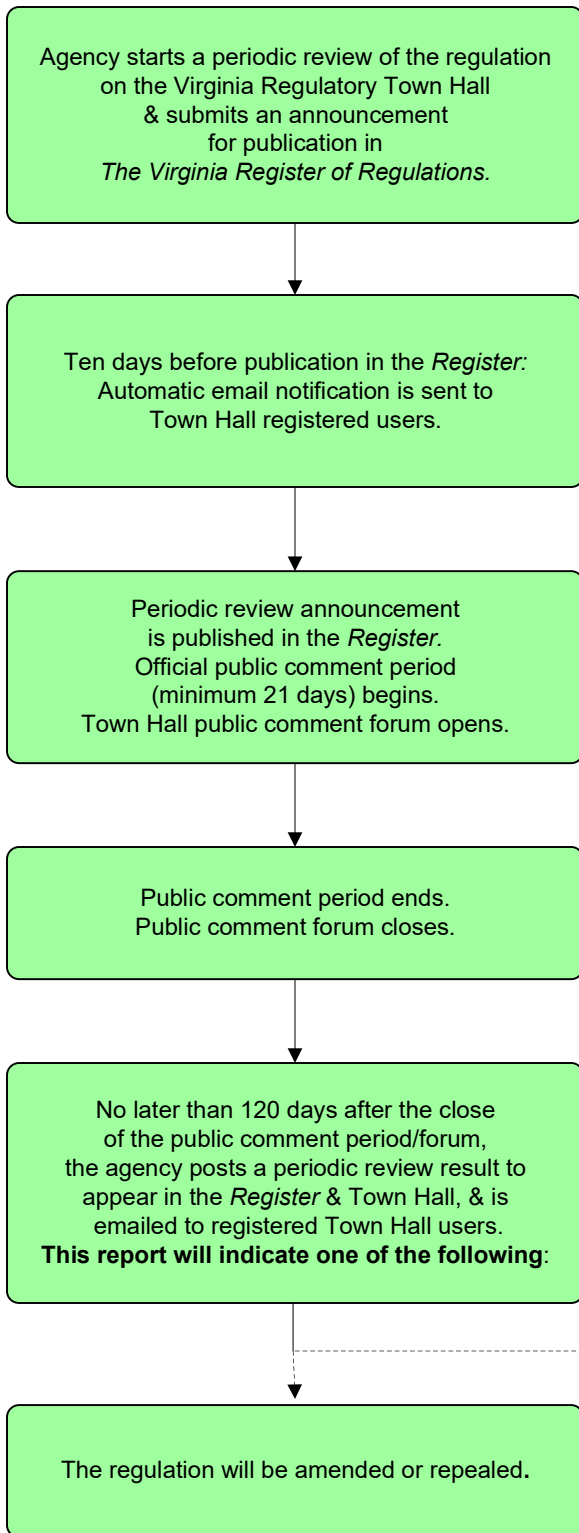 Agency starts a periodic review of the regulation
on the Virginia Regulatory Town Hall
& submits an announcement
for publication in
The Virginia Register of Regulations.
Ten days before publication in the Register:
Automatic email notification is sent to
Town Hall registered users.
Periodic review announcement
is published in the Register.
Official public comment period
(minimum 21 days) begins.
Town Hall public comment forum opens.
Public comment period ends.
Public comment forum closes.
No later than 120 days after the close
of the public comment period/forum,
the agency posts a periodic review result to
appear in the Register & Town Hall, & is
emailed to registered Town Hall users.
This report will indicate one of the following:
The regulation will be amended or repealed.